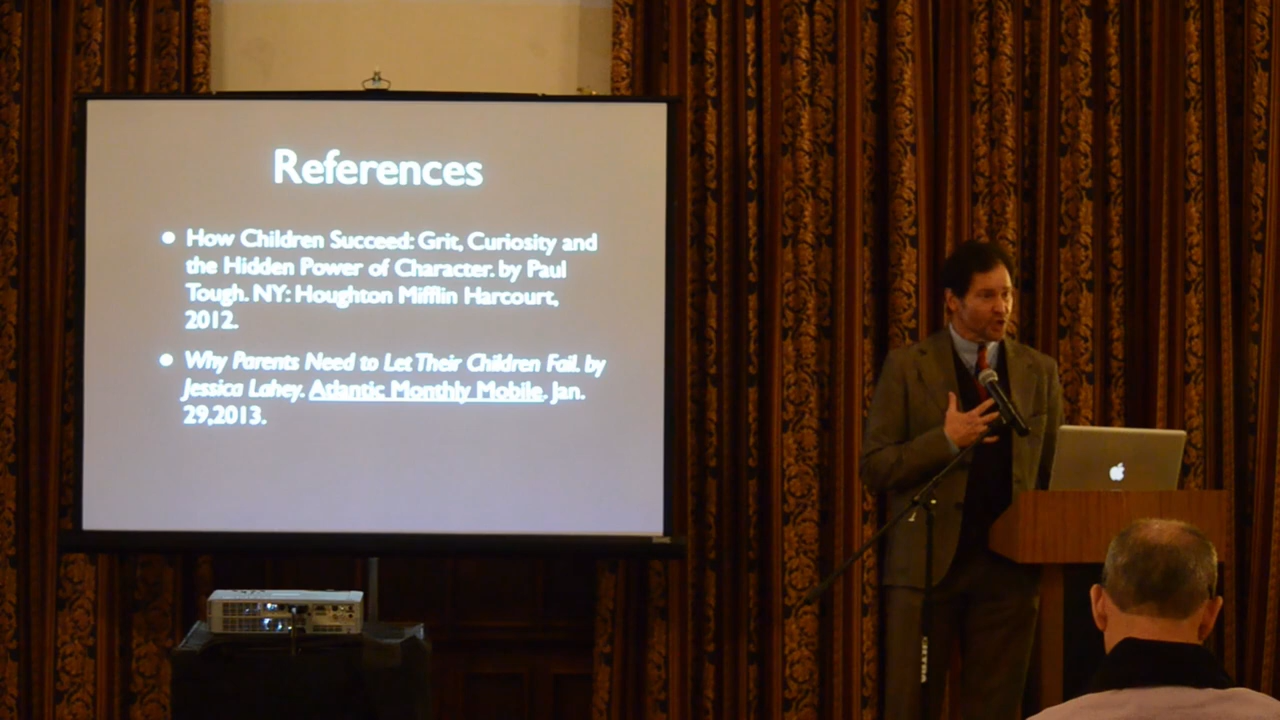 References
• How Children Succeed: Grit, Curiosity and
the Hidden Power of Character. by Paul
Tough. NY: Houghton Mifflin Harcourt,
2012.
• Why Parents Need to Let Their Children Fail. by
Jessica Lahey. Atlantic Monthly Mobile. Jan.
29,2013.